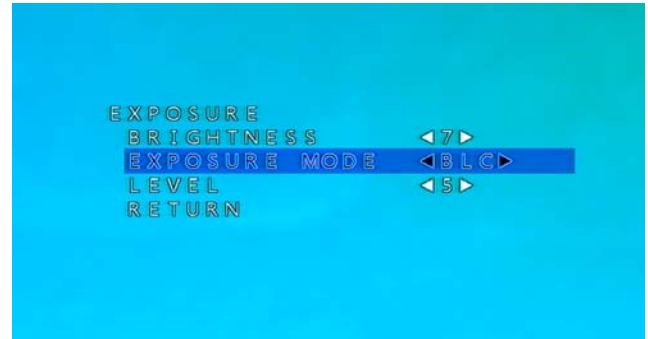 EXPOSURE
BRIGHTNESS ◁7▷
EXPOSURE MODE ◀BLC▶
LEVEL ◁5▷
RETURN